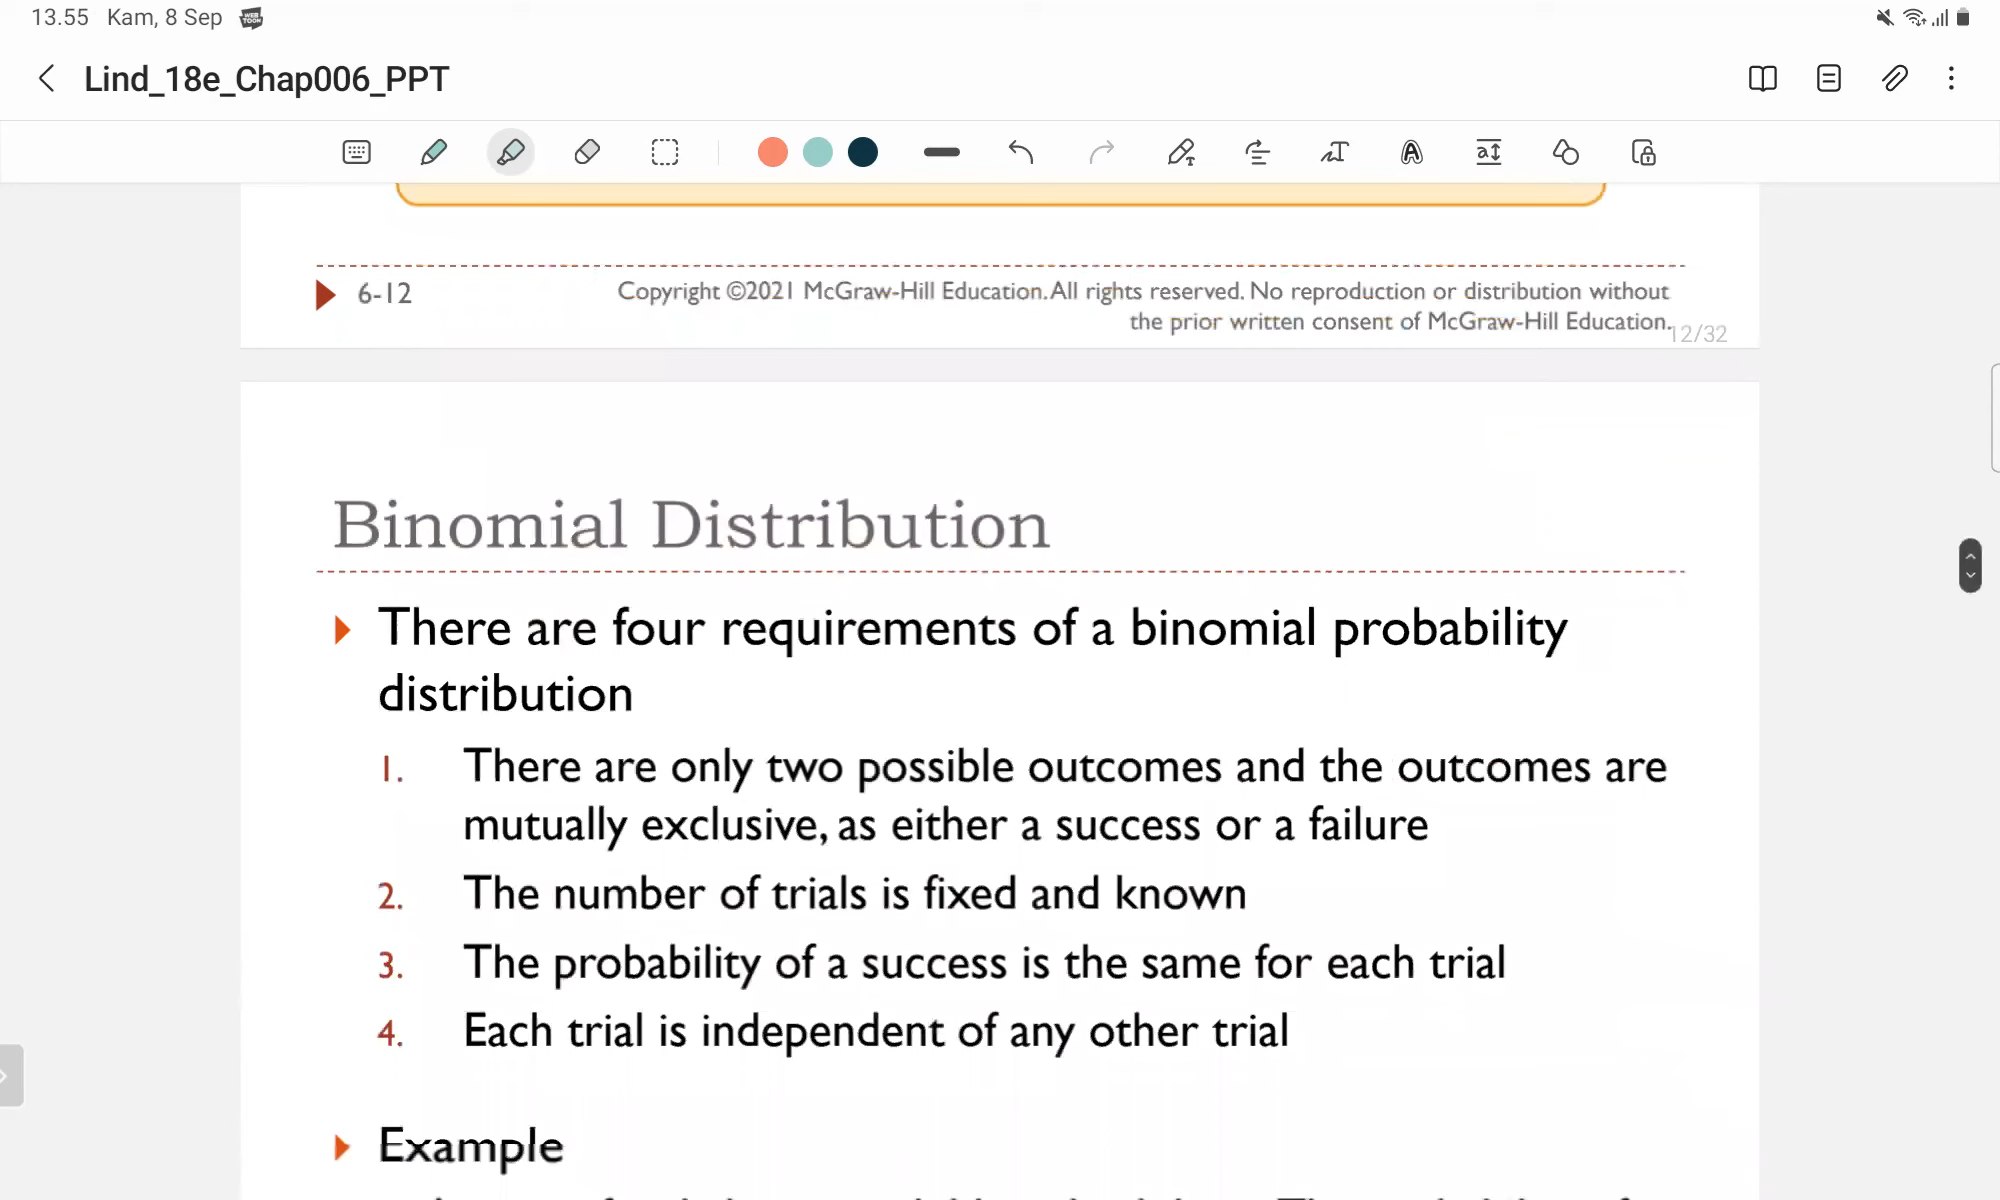 13.55 Kam, 8 Sep WEB TOON
Lind_18e_Chap006_PPT
6-12
Copyright ©2021 McGraw-Hill Education. All rights reserved. No reproduction or distribution without
the prior written consent of McGraw-Hill Education.
12/32
Binomial Distribution
There are four requirements of a binomial probability
distribution
1. There are only two possible outcomes and the outcomes are
mutually exclusive, as either a success or a failure
2. The number of trials is fixed and known
3. The probability of a success is the same for each trial
4. Each trial is independent of any other trial
Example